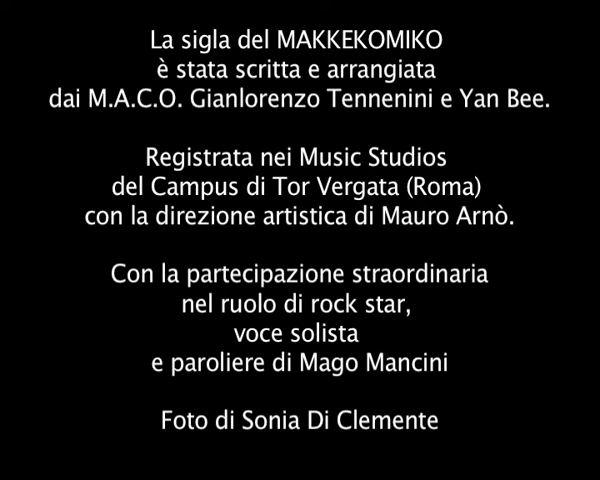 La sigla del MAKKEKOMIKO
è stata scritta e arrangiata
dai M.A.C.O. Gianlorenzo Tennenini e Yan Bee.
Registrata nei Music Studios
del Campus di Tor Vergata (Roma)
con la direzione artistica di Mauro Arnò.
Con la partecipazione straordinaria
nel ruolo di rock star,
voce solista
e paroliere di Mago Mancini
Foto di Sonia Di Clemente